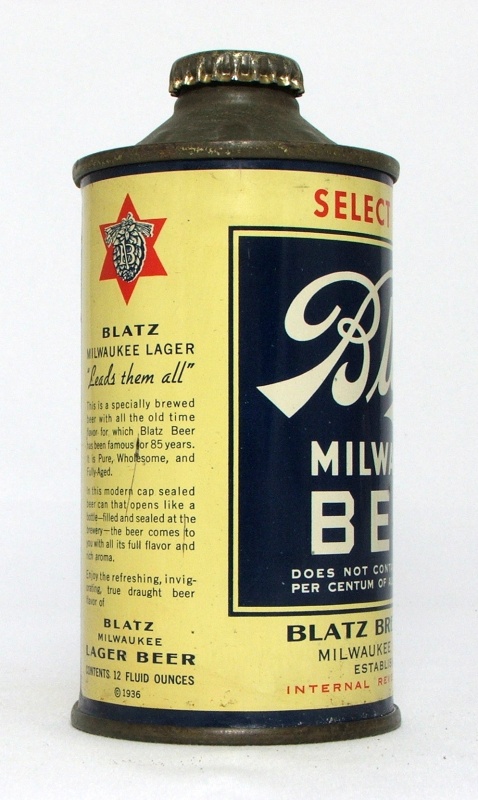 B
BLATZ
MILWAUKEE LAGER
"Leads them all"
This is a specially brewed
beer with all the old time
flavor for which Blatz Beer
has been famous for 85 years.
It is Pure, Wholesome, and
Fully-Aged.
In this modern cap sealed
beer can that opens like a
bottle—filled and sealed at the
brewery—the beer comes to
you with all its full flavor and
rich aroma.
Enjoy the refreshing, invig-
orating, true draught beer
flavor of
BLATZ
MILWAUKEE
LAGER BEER
CONTENTS 12 FLUID OUNCES
©1936
SELECT
Bl
MILWA
BE
DOES NOT CONT
PER CENTUM OF A
BLATZ BR
MILWAUKEE
ESTABLIS
INTERNAL RE